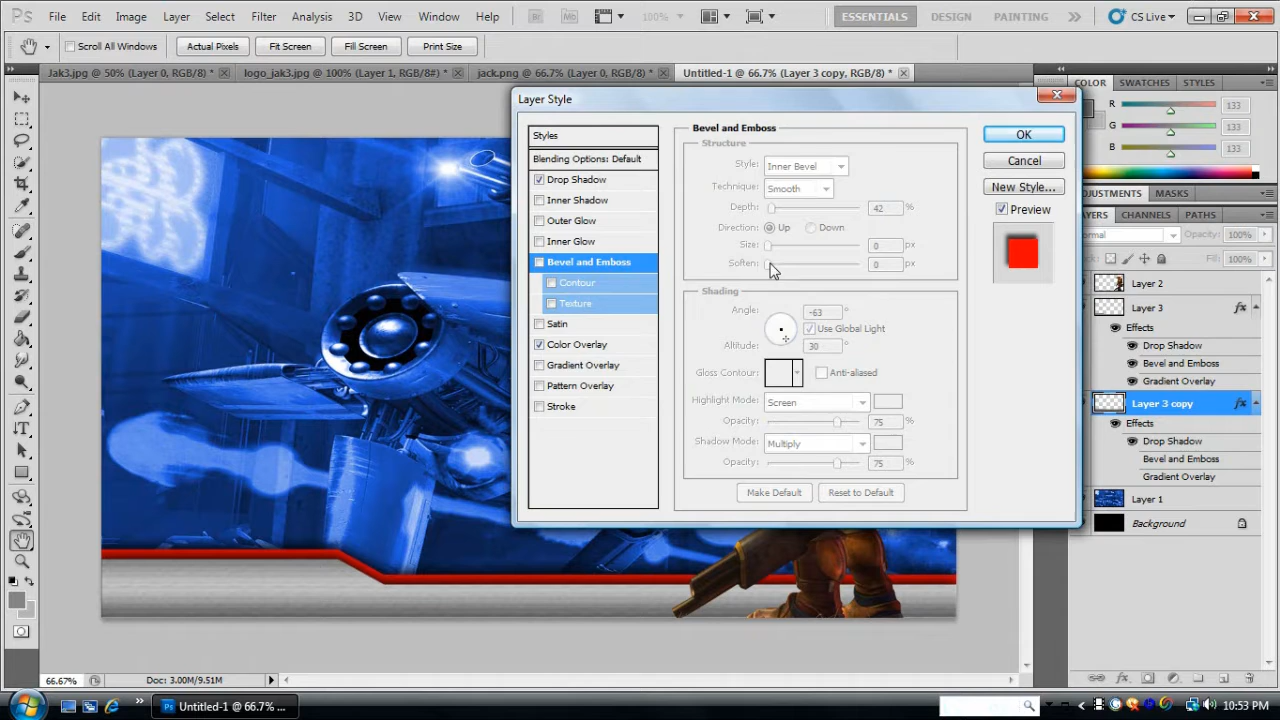 Ps File Edit Image Layer Select Filter Analysis 3D View Window Help Br Mb 100% ESSENTIALS DESIGN PAINTING CS Live
Scroll All Windows Actual Pixels Fit Screen Fill Screen Print Size
Jak3.jpg @ 50% (Layer 0, RGB/8) * logo_jak3.jpg @ 100% (Layer 1, RGB/8#) * jack.png @ 66.7% (Layer 0, RGB/8) * Untitled-1 @ 66.7% (Layer 3 copy, RGB/8) *
COLOR SWATCHES STYLES
R 133
G 133
B 133
Layer Style
Styles
Blending Options: Default
Drop Shadow
Inner Shadow
Outer Glow
Inner Glow
Bevel and Emboss
Contour
Texture
Satin
Color Overlay
Gradient Overlay
Pattern Overlay
Stroke
Bevel and Emboss
Structure
Style: Inner Bevel
Technique: Smooth
Depth: 42 %
Direction: Up Down
Size: 0 px
Soften: 0 px
Shading
Angle: -63 °
Use Global Light
Altitude: 30 °
Gloss Contour: Anti-aliased
Highlight Mode: Screen
Opacity: 75 %
Shadow Mode: Multiply
Opacity: 75 %
Make Default Reset to Default
OK
Cancel
New Style...
Preview
DJUSTMENTS MASKS
AYERS CHANNELS PATHS
ormal Opacity: 100%
Fill: 100%
Layer 2
Layer 3 fx
Effects
Drop Shadow
Bevel and Emboss
Gradient Overlay
Layer 3 copy fx
Effects
Drop Shadow
Bevel and Emboss
Gradient Overlay
Layer 1
Background
66.67% Doc: 3.00M/9.51M
Ps Untitled-1 @ 66.7% ... 10:53 PM